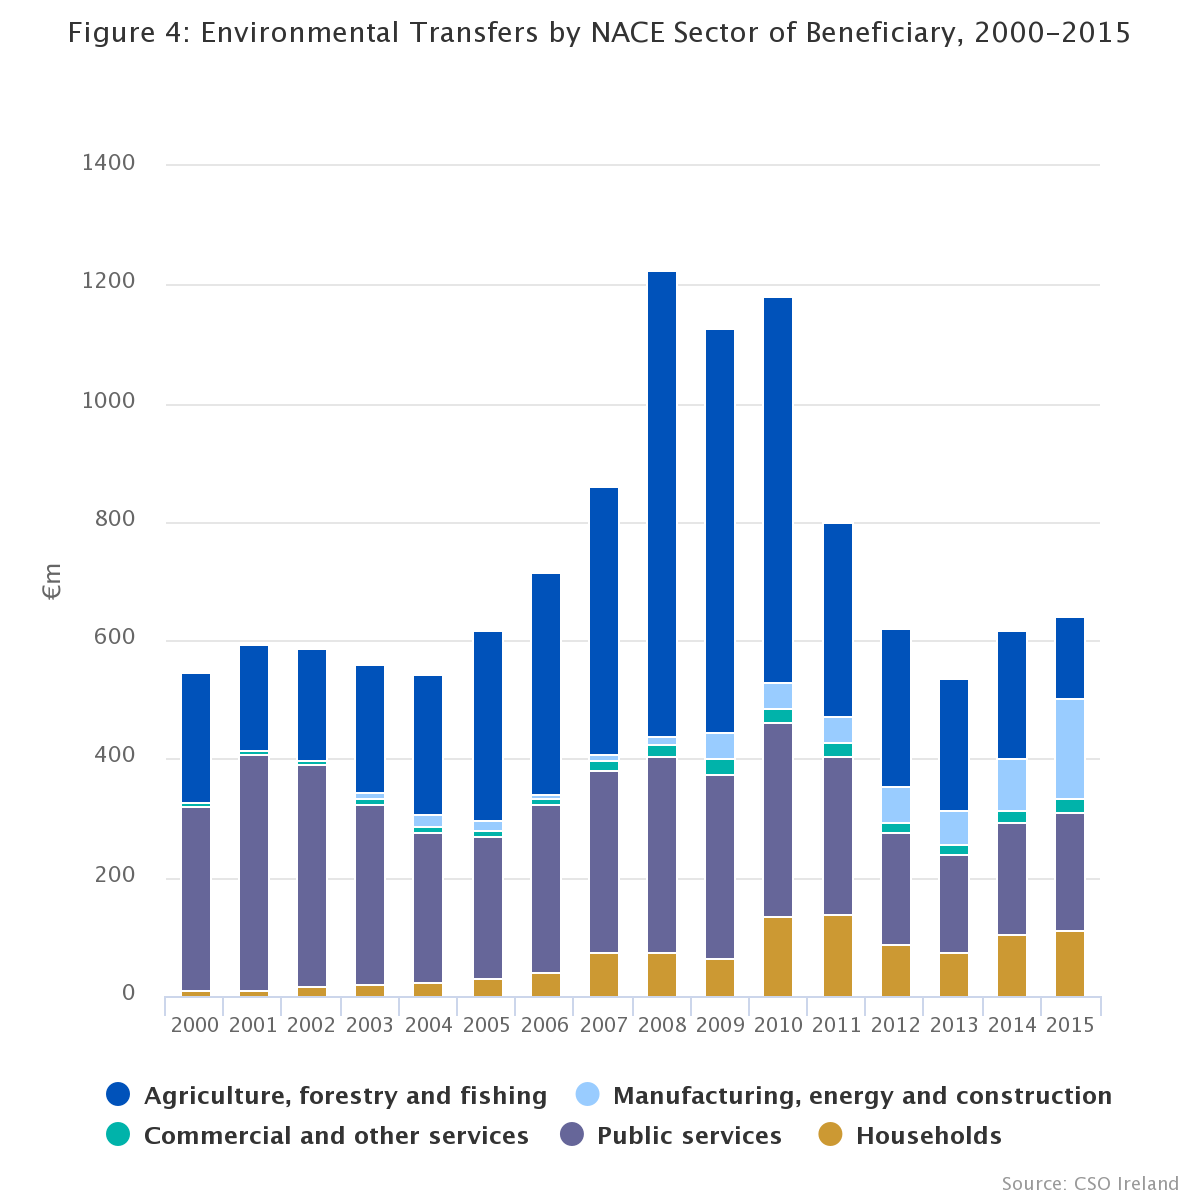 Figure 4: Environmental Transfers by NACE Sector of Beneficiary, 2000-2015
1400
1200
1000
800
€m
600
400
200
0
2000 2001 2002 2003 2004 2005 2006 2007 2008 2009 2010 2011 2012 2013 2014 2015
Agriculture, forestry and fishing Manufacturing, energy and construction
Commercial and other services Public services Households
Source: CSO Ireland